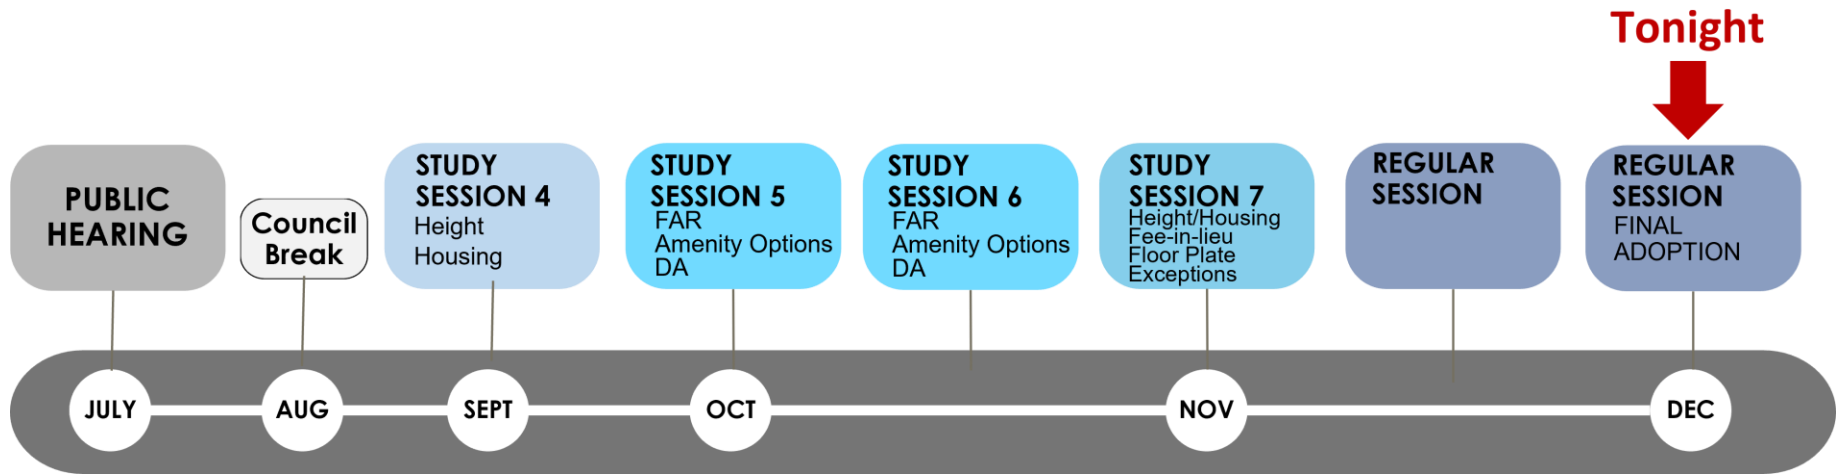 Tonight
PUBLIC
HEARING
Council
Break
STUDY
SESSION 4
Height
Housing
STUDY
SESSION 5
FAR
Amenity Options
DA
STUDY
SESSION 6
FAR
Amenity Options
DA
STUDY
SESSION 7
Height/Housing
Fee-in-lieu
Floor Plate
Exceptions
REGULAR
SESSION
REGULAR
SESSION
FINAL
ADOPTION
JULY
AUG
SEPT
OCT
NOV
DEC